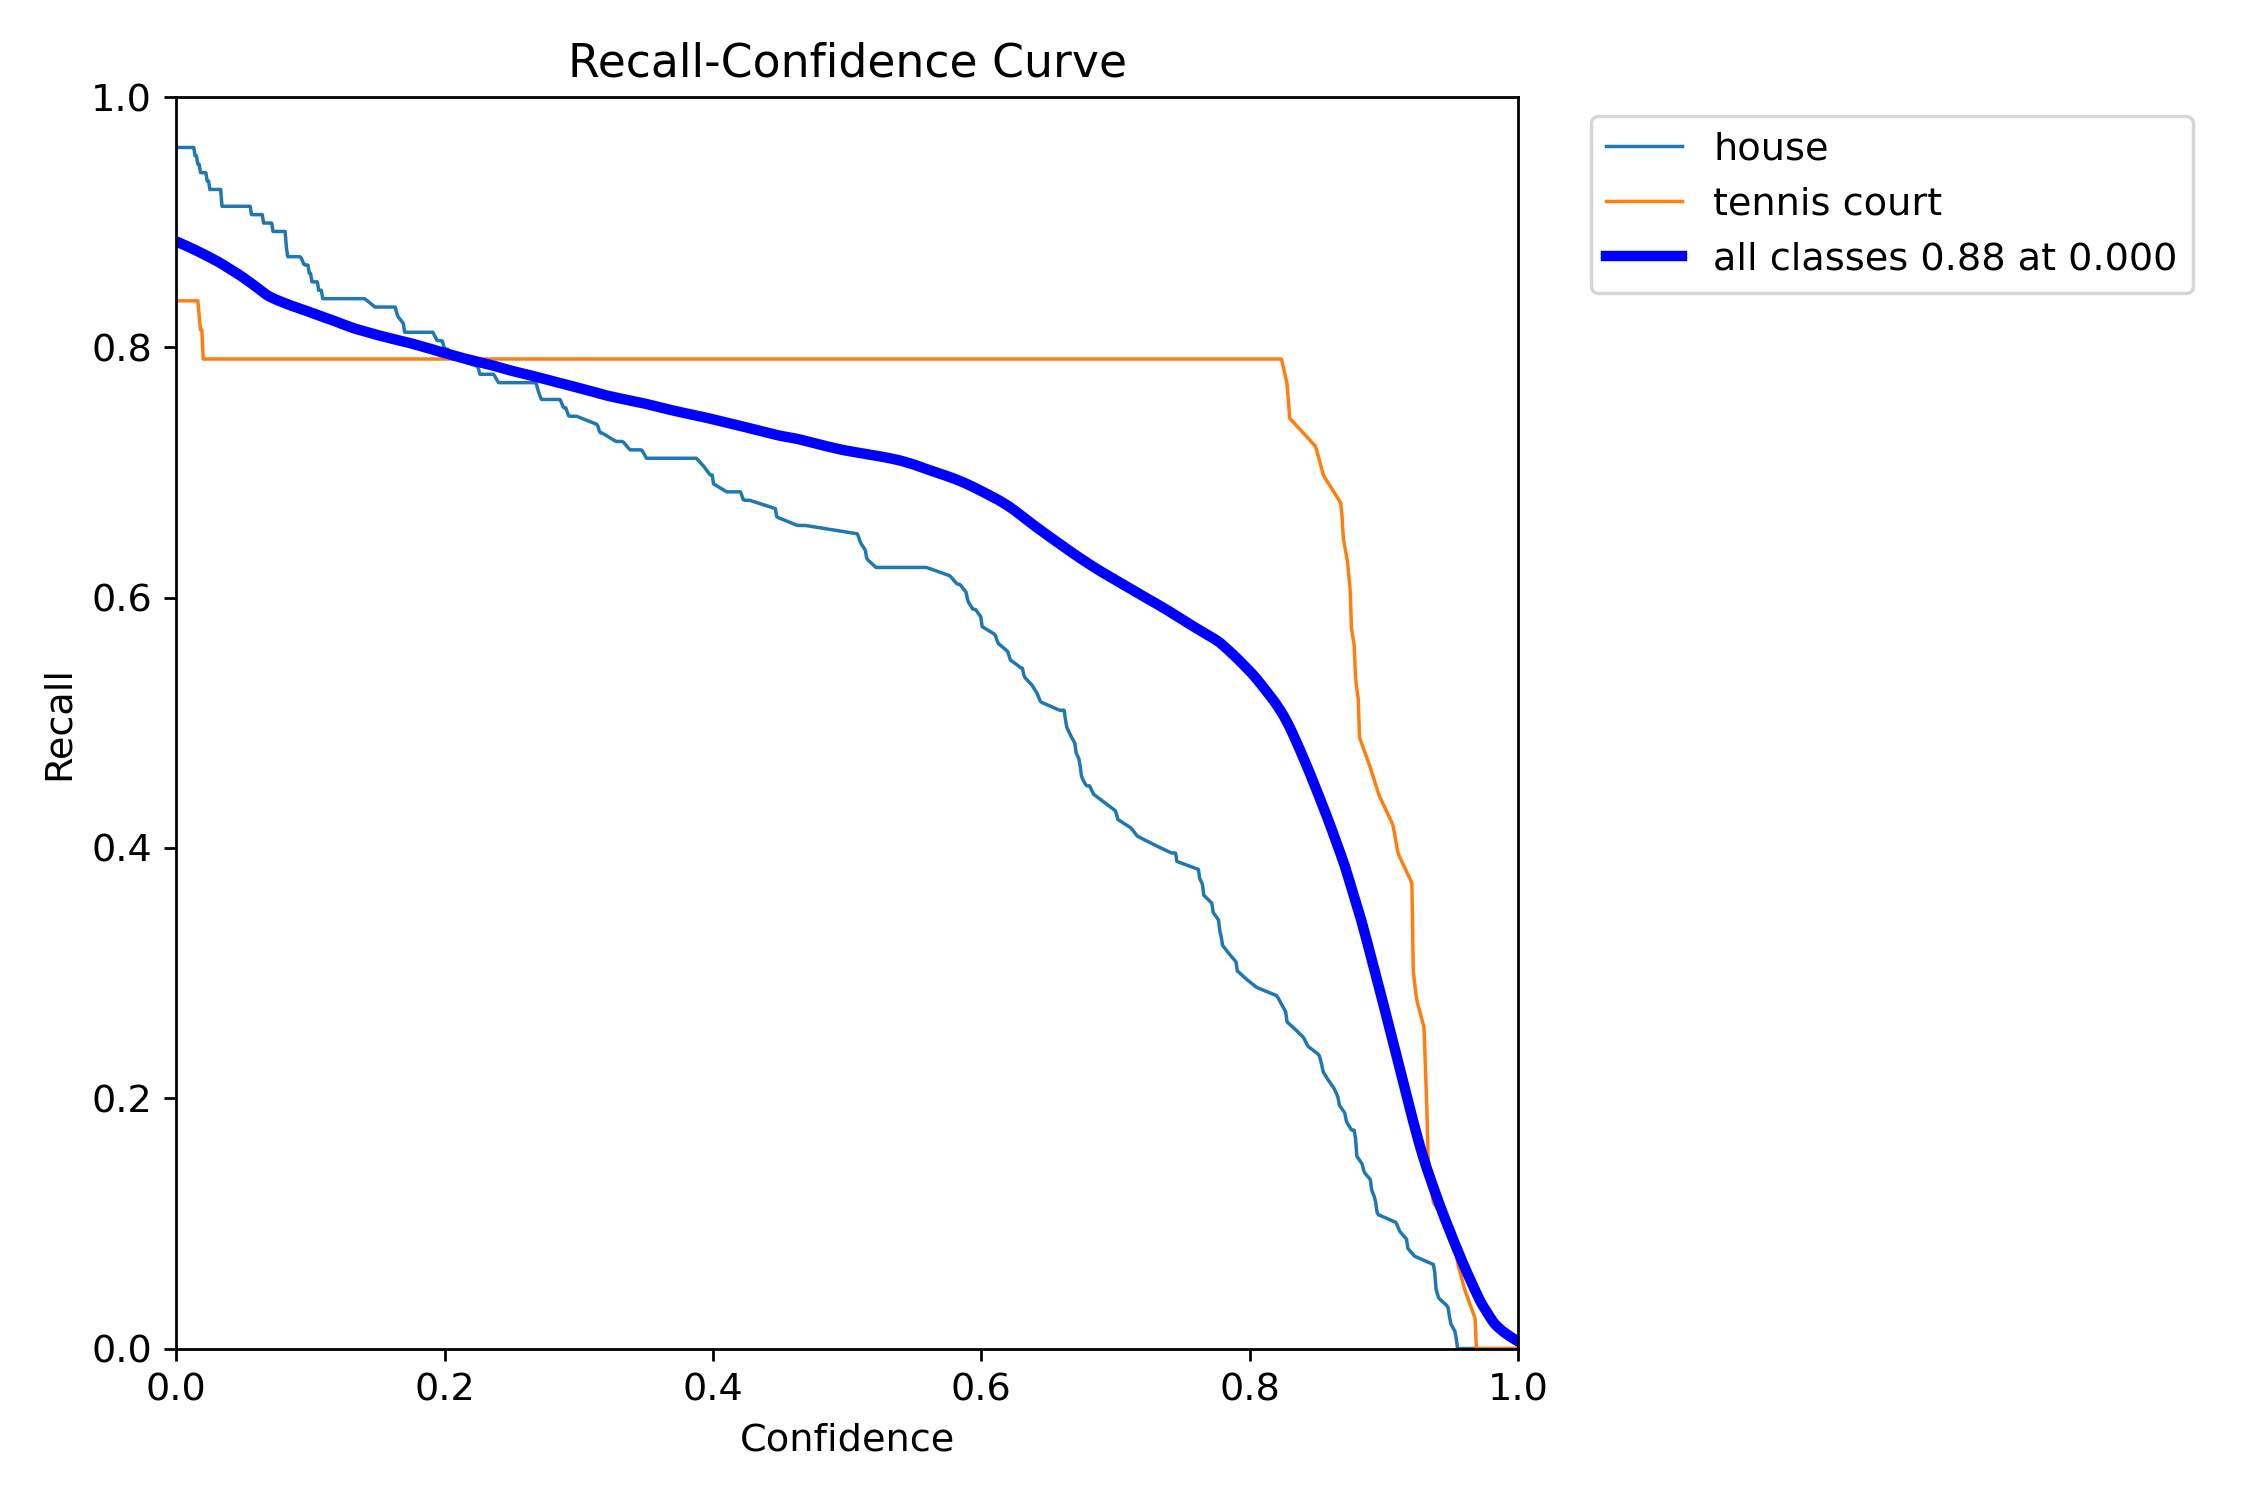 Recall-Confidence Curve
1.0
0.8
0.6
0.4
0.2
0.0
Recall
0.0 0.2 0.4 0.6 0.8 1.0
Confidence
house
tennis court
all classes 0.88 at 0.000